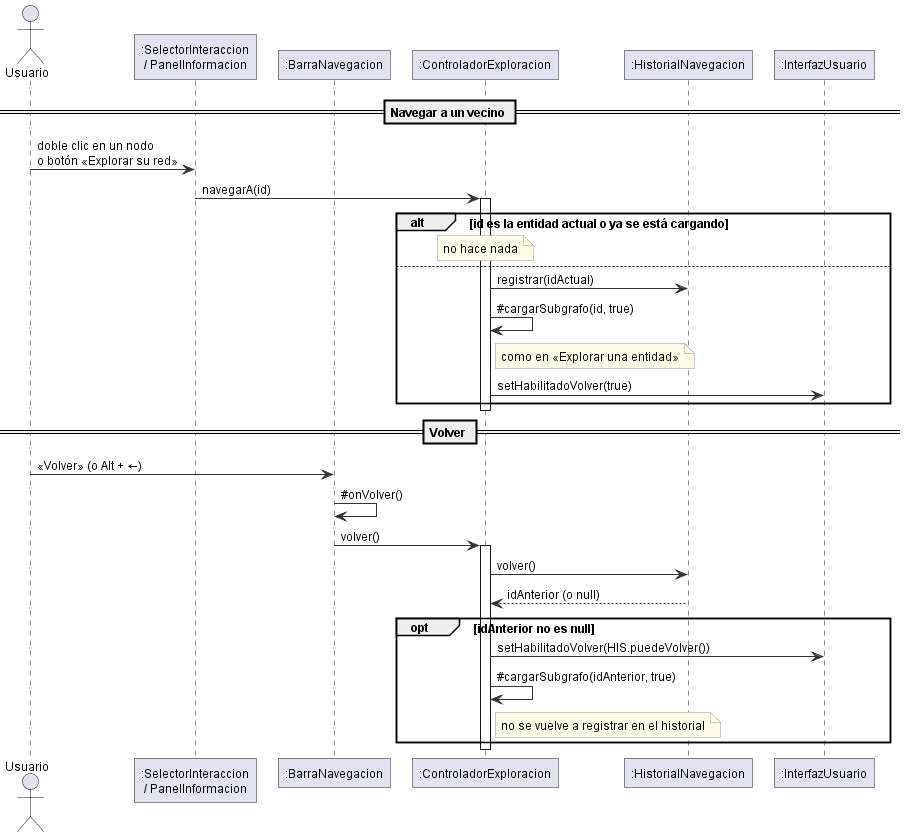 Usuario
:SelectorInteraccion
/ PanelInformacion
:BarraNavegacion
:ControladorExploracion
:HistorialNavegacion
:InterfazUsuario
Navegar a un vecino
doble clic en un nodo
o botón «Explorar su red»
navegarA(id)
alt
[id es la entidad actual o ya se está cargando]
no hace nada
registrar(idActual)
#cargarSubgrafo(id, true)
como en «Explorar una entidad»
setHabilitadoVolver(true)
Volver
«Volver» (o Alt + ←)
#onVolver()
volver()
volver()
idAnterior (o null)
opt
[idAnterior no es null]
setHabilitadoVolver(HIS.puedeVolver())
#cargarSubgrafo(idAnterior, true)
no se vuelve a registrar en el historial
Usuario
:SelectorInteraccion
/ PanelInformacion
:BarraNavegacion
:ControladorExploracion
:HistorialNavegacion
:InterfazUsuario